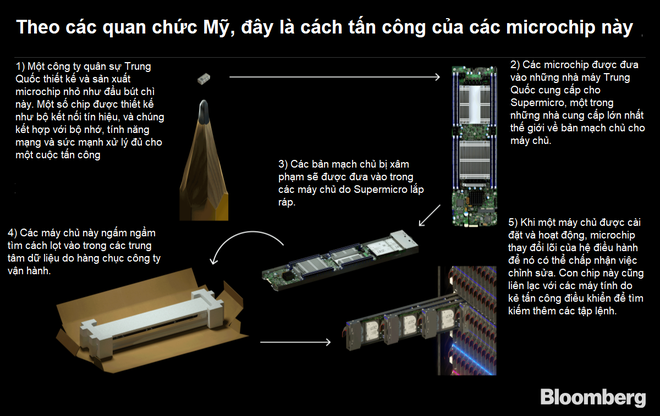 Theo các quan chức Mỹ, đây là cách tấn công của các microchip này
1) Một công ty quân sự Trung
Quốc thiết kế và sản xuất
microchip nhỏ như đầu bút chì
này. Một số chip được thiết kế
như bộ kết nối tín hiệu, và chúng
kết hợp với bộ nhớ, tính năng
mạng và sức mạnh xử lý đủ cho
một cuộc tấn công
2) Các microchip được đưa
vào những nhà máy Trung
Quốc cung cấp cho
Supermicro, một trong
những nhà cung cấp lớn nhất
thế giới về bản mạch chủ cho
máy chủ.
3) Các bản mạch chủ bị xâm
phạm sẽ được đưa vào trong
các máy chủ do Supermicro lắp
ráp.
4) Các máy chủ này ngấm ngầm
tìm cách lọt vào trong các trung
tâm dữ liệu do hàng chục công ty
vận hành.
5) Khi một máy chủ được cài
đặt và hoạt động, microchip
thay đổi lõi của hệ điều hành
để nó có thể chấp nhận việc
chỉnh sửa. Con chip này cũng
liên lạc với các máy tính do
kẻ tấn công điều khiển để tìm
kiếm thêm các tập lệnh.
Bloomberg